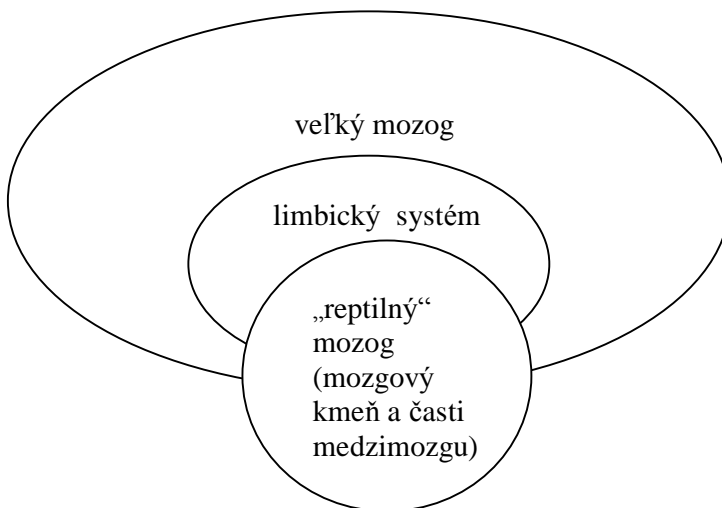 veľký mozog
limbický systém
„reptilný“
mozog
(mozgový
kmeň a časti
medzimozgu)